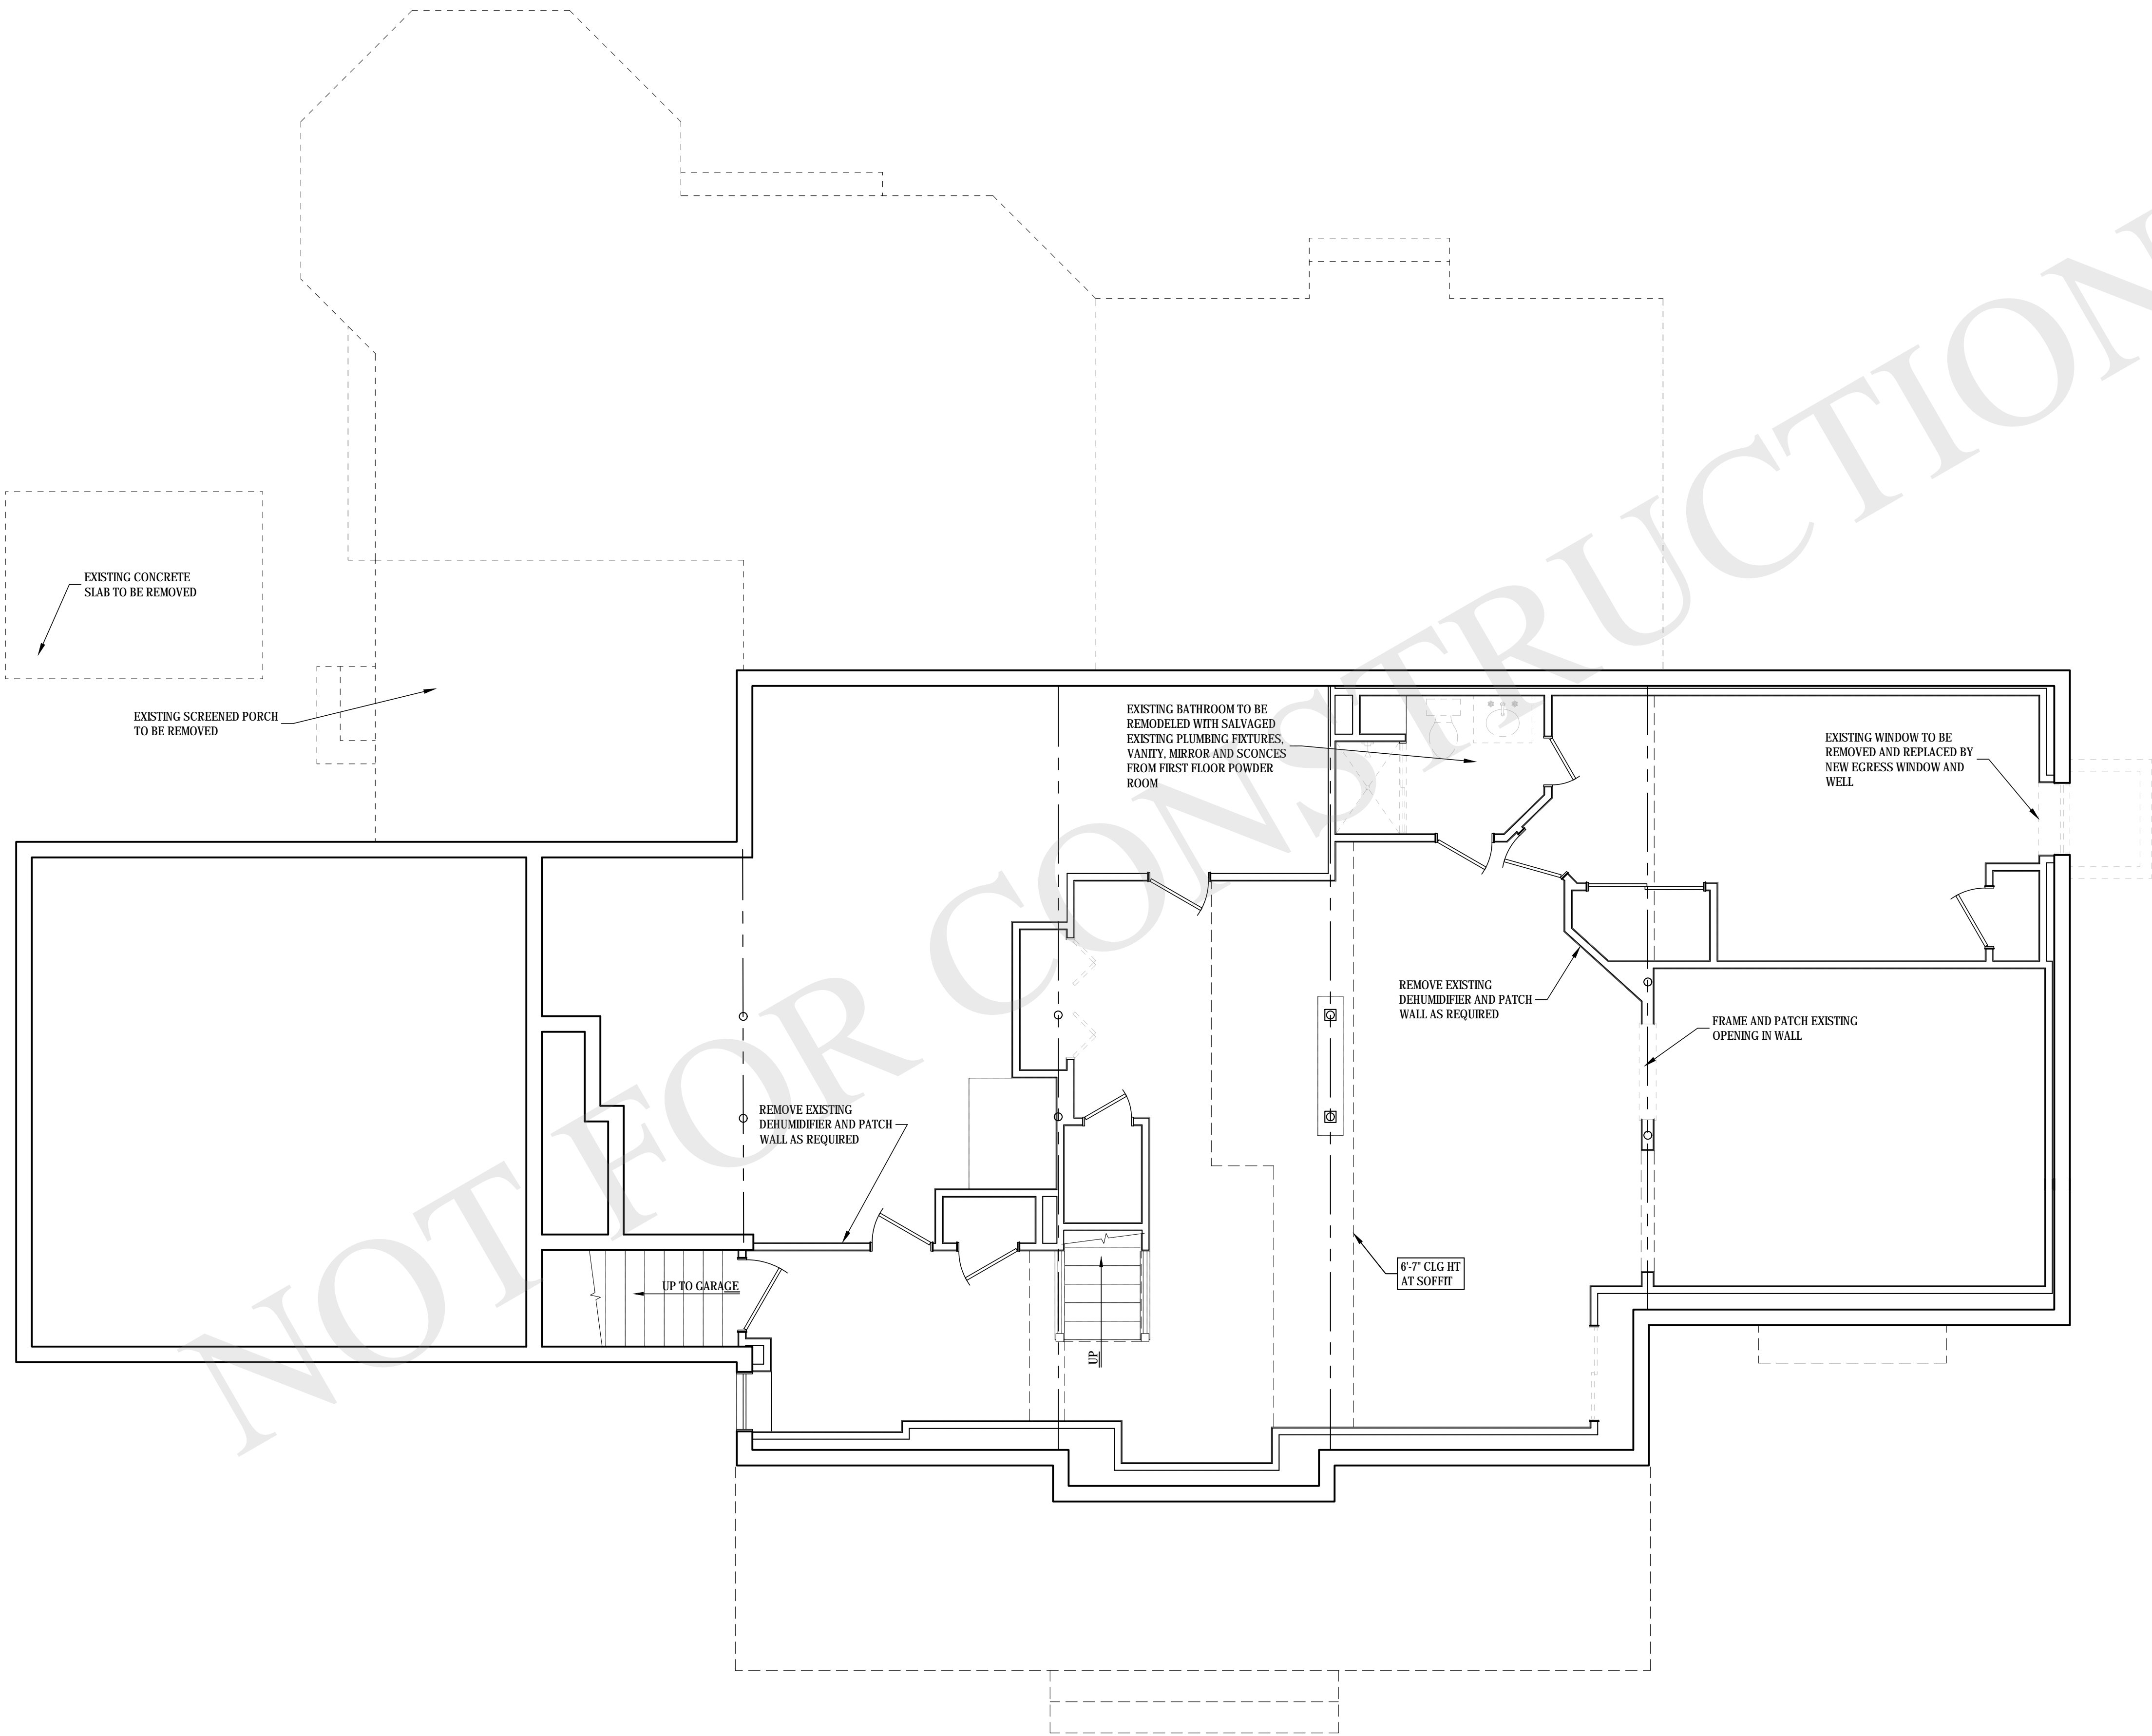 NOT FOR CONSTRUCTION
EXISTING CONCRETE
SLAB TO BE REMOVED
EXISTING SCREENED PORCH
TO BE REMOVED
EXISTING BATHROOM TO BE
REMODELED WITH SALVAGED
EXISTING PLUMBING FIXTURES,
VANITY, MIRROR AND SCONCES
FROM FIRST FLOOR POWDER
ROOM
EXISTING WINDOW TO BE
REMOVED AND REPLACED BY
NEW EGRESS WINDOW AND
WELL
REMOVE EXISTING
DEHUMIDIFIER AND PATCH
WALL AS REQUIRED
FRAME AND PATCH EXISTING
OPENING IN WALL
REMOVE EXISTING
DEHUMIDIFIER AND PATCH
WALL AS REQUIRED
6'-7" CLG HT
AT SOFFIT
UP TO GARAGE
UP